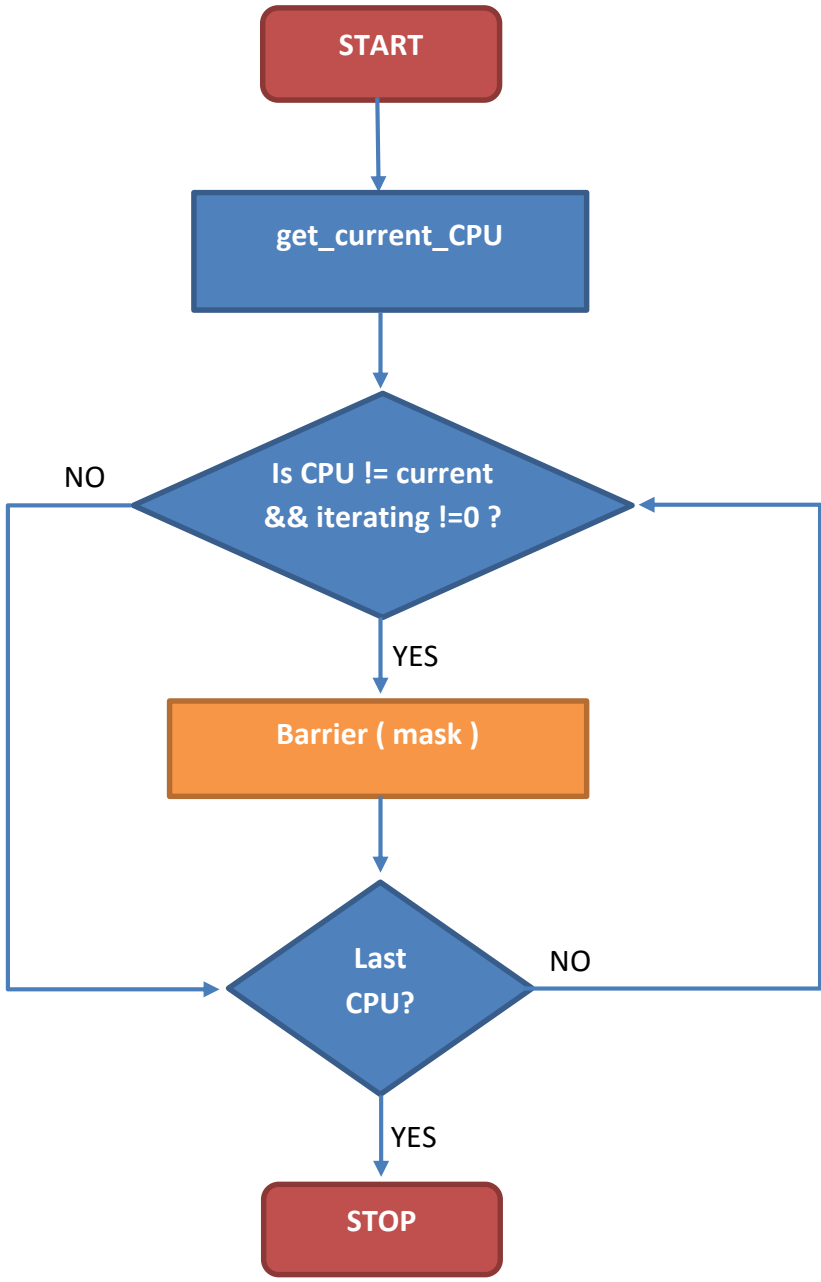 START
get_current_CPU
NO
Is CPU != current
&& iterating !=0 ?
YES
Barrier ( mask )
Last
CPU?
NO
YES
STOP